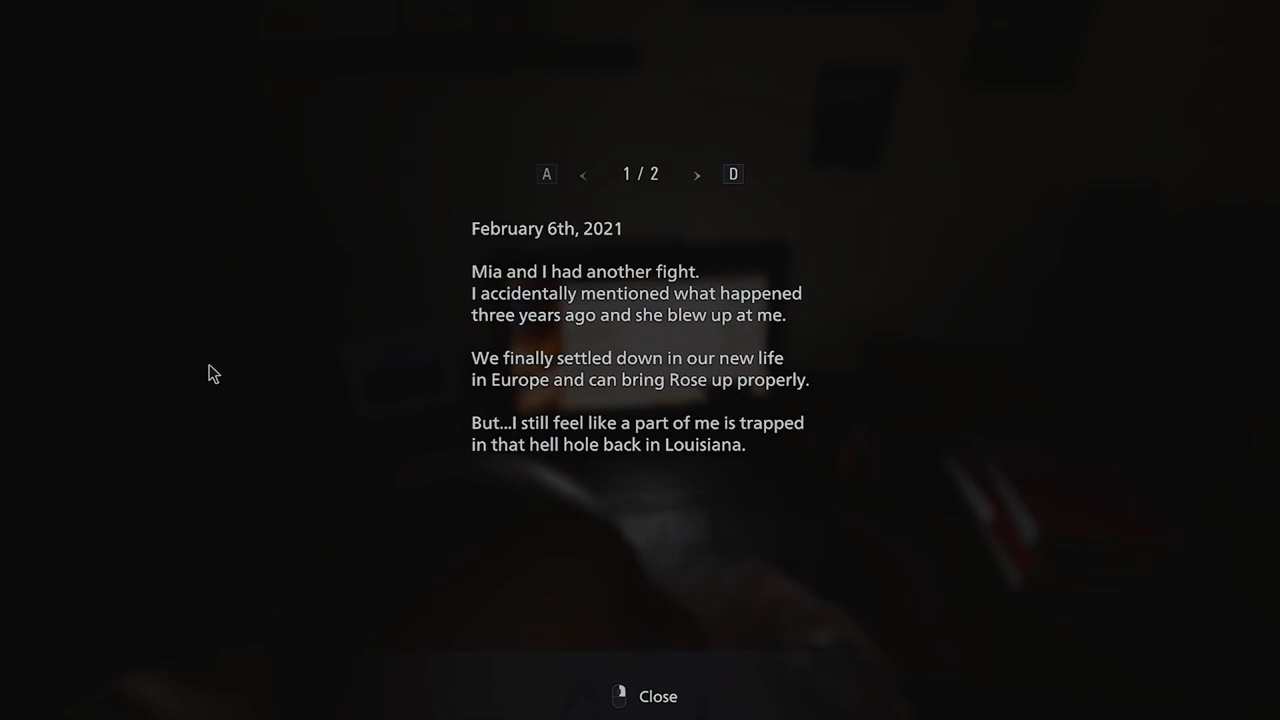 A < 1 / 2 > D
February 6th, 2021
Mia and I had another fight.
I accidentally mentioned what happened
three years ago and she blew up at me.
We finally settled down in our new life
in Europe and can bring Rose up properly.
But...I still feel like a part of me is trapped
in that hell hole back in Louisiana.
Close